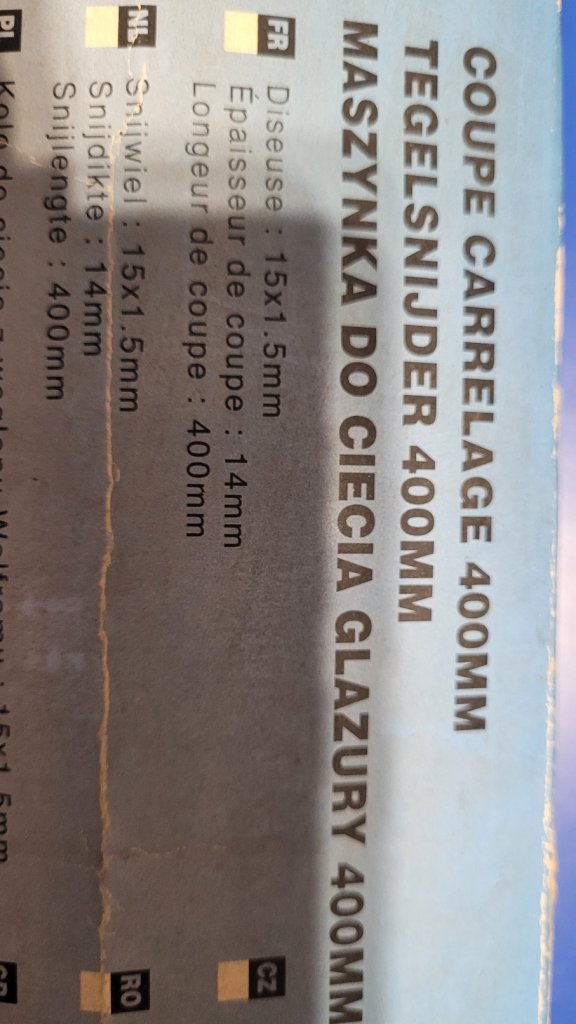 COUPE CARRELAGE 400MM
TEGELSNIJDER 400MM
MASZYNKA DO CIECIA GLAZURY 400MM
FR Diseuse : 15x1.5mm
Épaisseur de coupe : 14mm
Longeur de coupe : 400mm
CZ
NL Snijwiel : 15x1.5mm
Snijdikte : 14mm
Snijlengte : 400mm
RO
PL